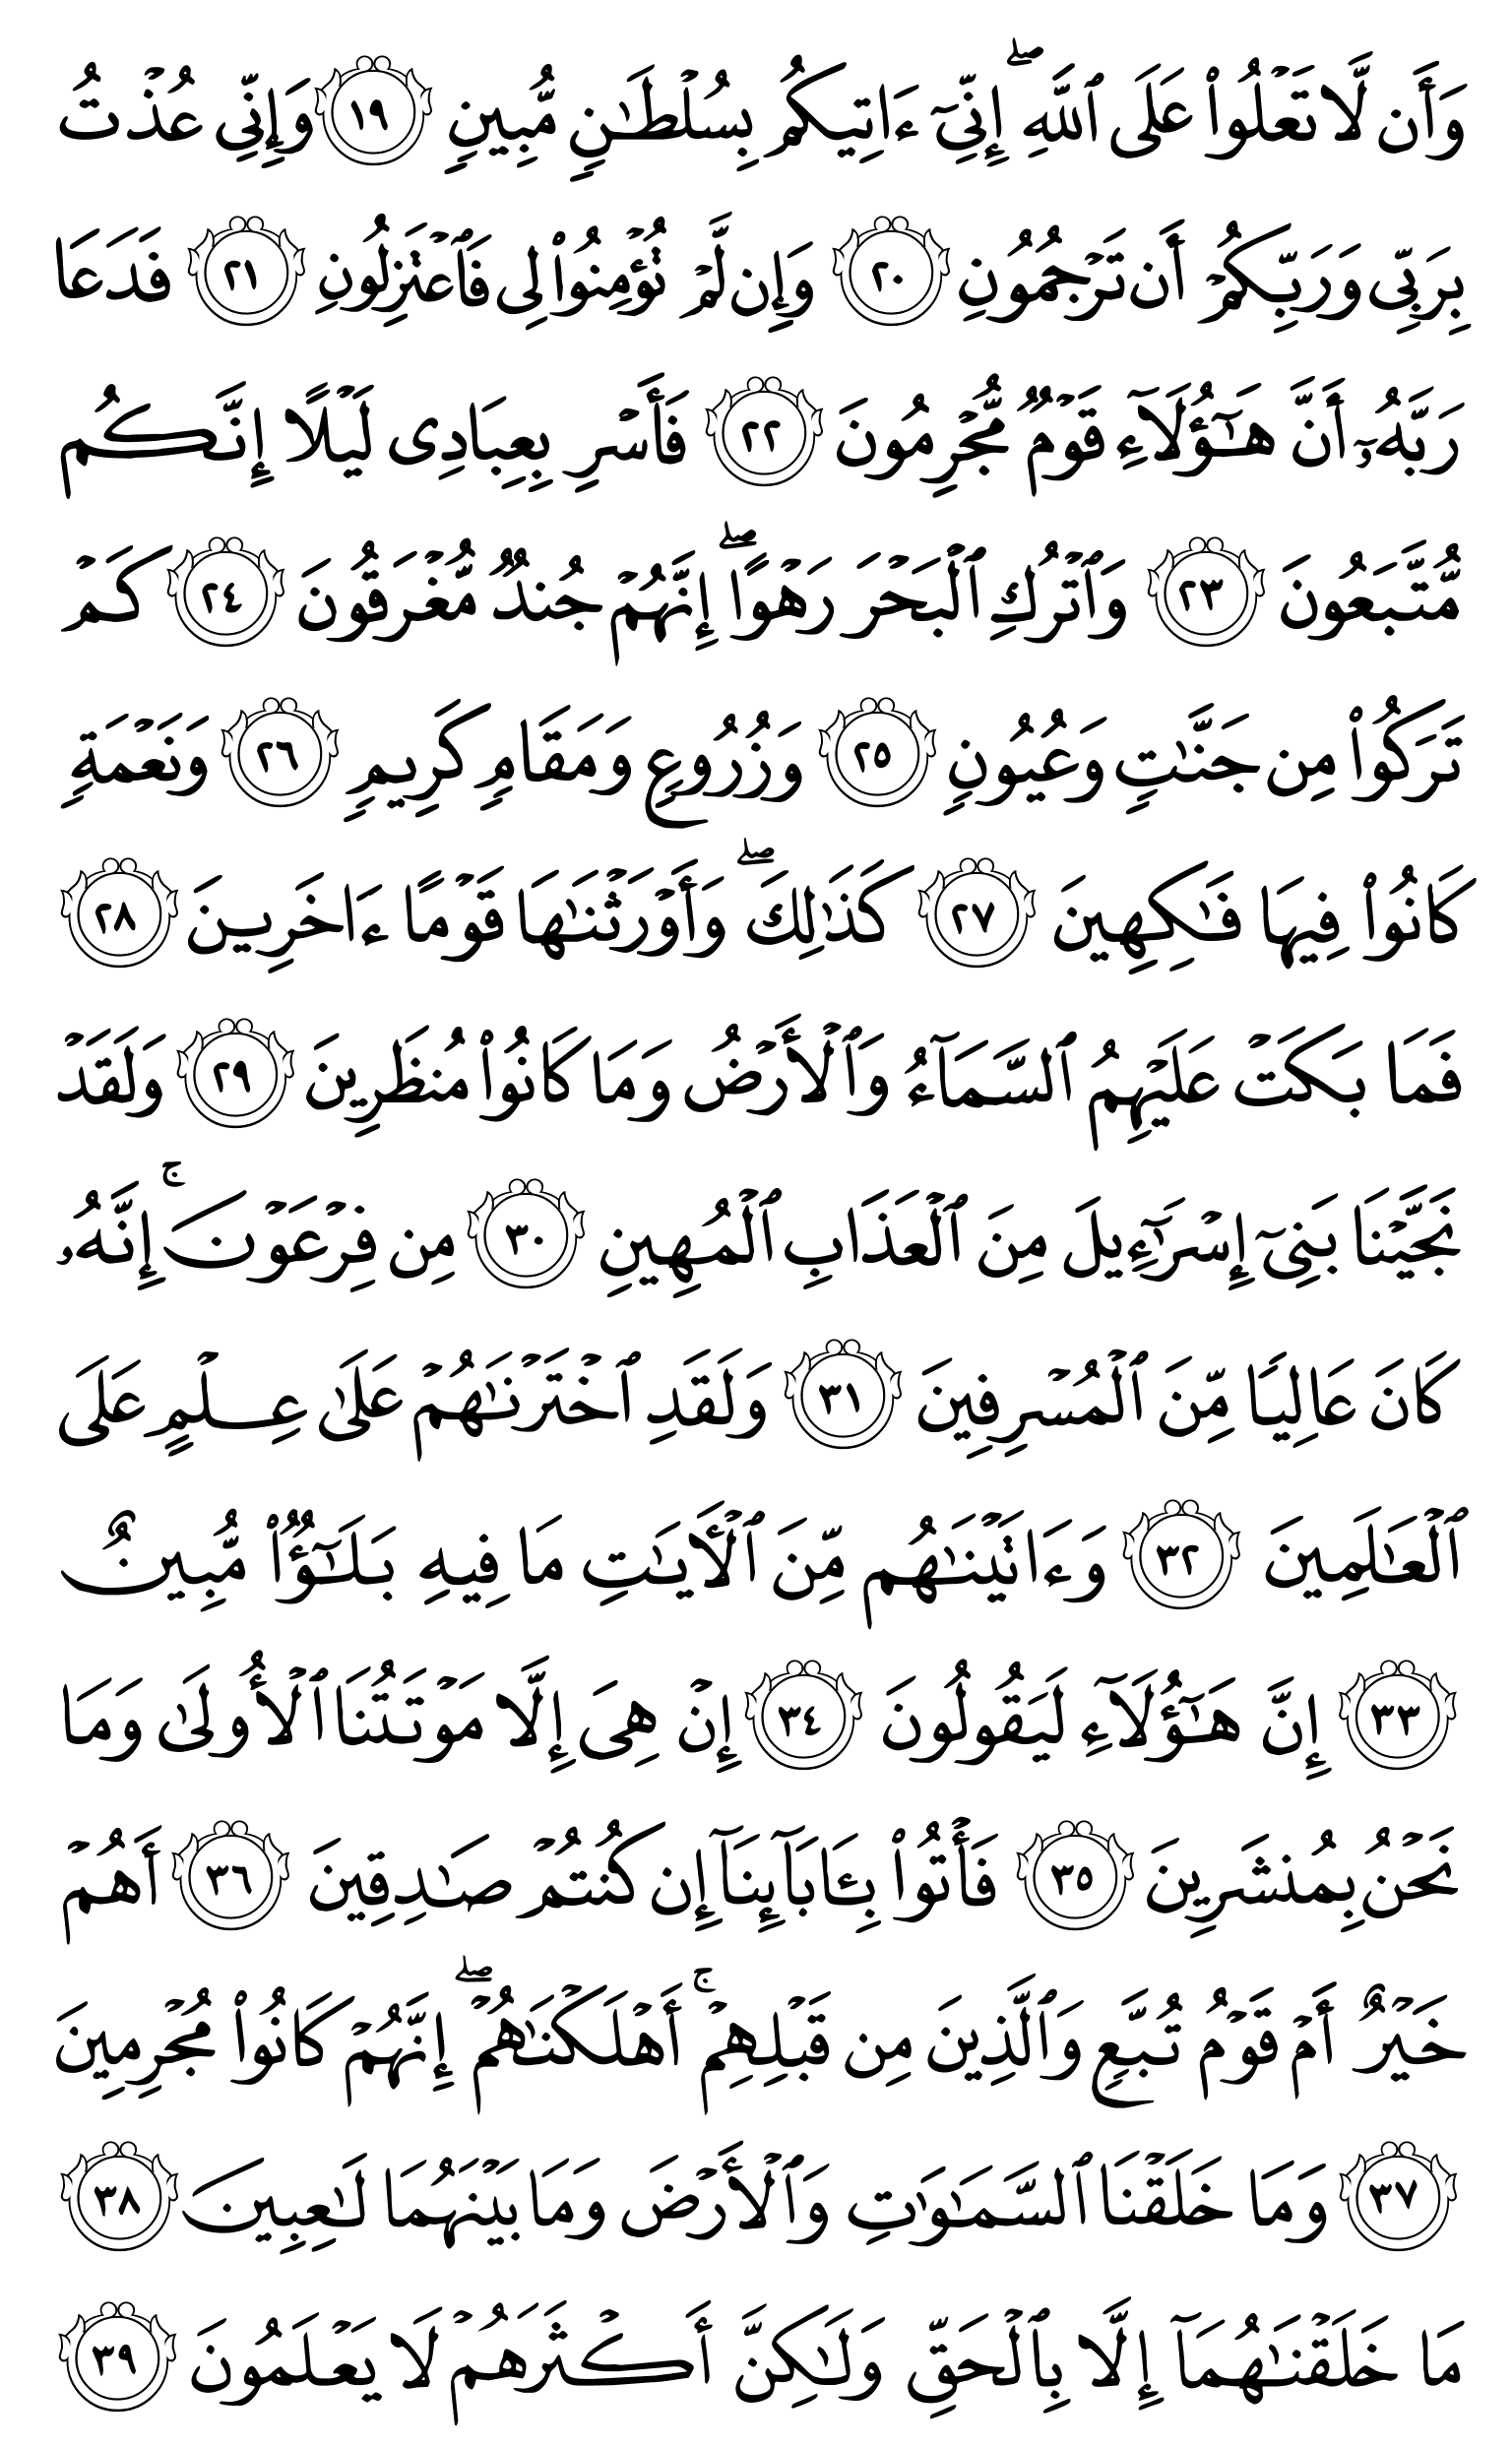 وَأَن لَّا تَعْلُوا۟ عَلَى ٱللَّهِ ۖ إِنِّىٓ ءَاتِيكُم بِسُلْطَـٰنٍ مُّبِينٍ ١٩ وَإِنِّى عُذْتُ
بِرَبِّى وَرَبِّكُمْ أَن تَرْجُمُونِ ٢٠ وَإِن لَّمْ تُؤْمِنُوا۟ لِى فَٱعْتَزِلُونِ ٢١ فَدَعَا
رَبَّهُۥٓ أَنَّ هَـٰٓؤُلَآءِ قَوْمٌ مُّجْرِمُونَ ٢٢ فَأَسْرِ بِعِبَادِى لَيْلًا إِنَّكُم
مُّتَّبَعُونَ ٢٣ وَٱتْرُكِ ٱلْبَحْرَ رَهْوًا ۖ إِنَّهُمْ جُندٌ مُّغْرَقُونَ ٢٤ كَمْ
تَرَكُوا۟ مِن جَنَّـٰتٍ وَعُيُونٍ ٢٥ وَزُرُوعٍ وَمَقَامٍ كَرِيمٍ ٢٦ وَنَعْمَةٍ
كَانُوا۟ فِيهَا فَـٰكِهِينَ ٢٧ كَذَٰلِكَ ۖ وَأَوْرَثْنَـٰهَا قَوْمًا ءَاخَرِينَ ٢٨
فَمَا بَكَتْ عَلَيْهِمُ ٱلسَّمَآءُ وَٱلْأَرْضُ وَمَا كَانُوا۟ مُنظَرِينَ ٢٩ وَلَقَدْ
نَجَّيْنَا بَنِىٓ إِسْرَٰٓءِيلَ مِنَ ٱلْعَذَابِ ٱلْمُهِينِ ٣٠ مِن فِرْعَوْنَ ۚ إِنَّهُۥ
كَانَ عَالِيًا مِّنَ ٱلْمُسْرِفِينَ ٣١ وَلَقَدِ ٱخْتَرْنَـٰهُمْ عَلَىٰ عِلْمٍ عَلَى
ٱلْعَـٰلَمِينَ ٣٢ وَءَاتَيْنَـٰهُم مِّنَ ٱلْـَٔايَـٰتِ مَا فِيهِ بَلَـٰٓؤٌا۟ مُّبِينٌ
٣٣ إِنَّ هَـٰٓؤُلَآءِ لَيَقُولُونَ ٣٤ إِنْ هِىَ إِلَّا مَوْتَتُنَا ٱلْأُولَىٰ وَمَا
نَحْنُ بِمُنشَرِينَ ٣٥ فَأْتُوا۟ بِـَٔابَآئِنَآ إِن كُنتُمْ صَـٰدِقِينَ ٣٦ أَهُمْ
خَيْرٌ أَمْ قَوْمُ تُبَّعٍ وَٱلَّذِينَ مِن قَبْلِهِمْ ۚ أَهْلَكْنَـٰهُمْ ۖ إِنَّهُمْ كَانُوا۟ مُجْرِمِينَ
٣٧ وَمَا خَلَقْنَا ٱلسَّمَـٰوَٰتِ وَٱلْأَرْضَ وَمَا بَيْنَهُمَا لَـٰعِبِينَ ٣٨
مَا خَلَقْنَـٰهُمَآ إِلَّا بِٱلْحَقِّ وَلَـٰكِنَّ أَكْثَرَهُمْ لَا يَعْلَمُونَ ٣٩